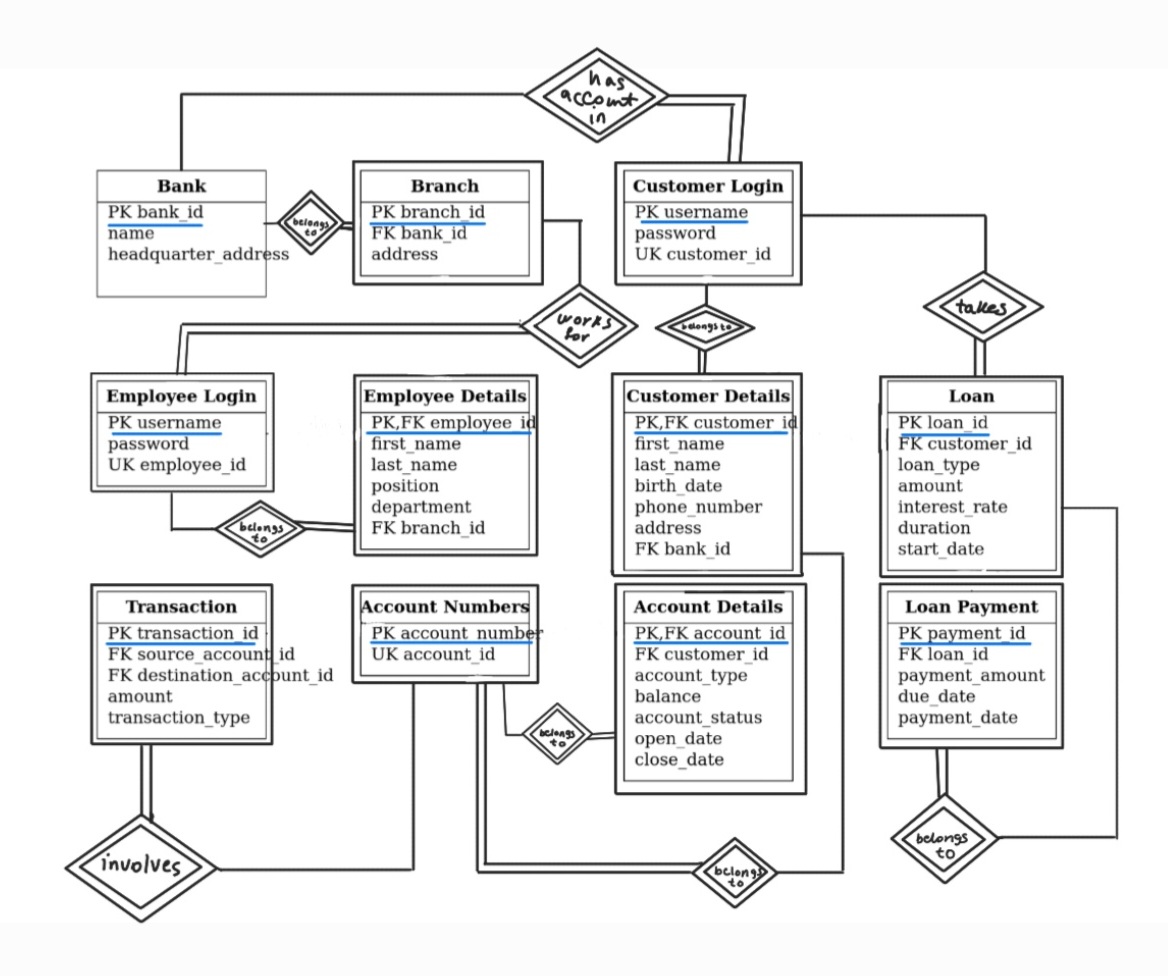 has
account
in
Bank
PK bank_id
name
headquarter_address
belongs
to
Branch
PK branch_id
FK bank_id
address
Customer Login
PK username
password
UK customer_id
works
for
belongs to
takes
Employee Login
PK username
password
UK employee_id
Employee Details
PK,FK employee_id
first_name
last_name
position
department
FK branch_id
Customer Details
PK,FK customer_id
first_name
last_name
birth_date
phone_number
address
FK bank_id
Loan
PK loan_id
FK customer_id
loan_type
amount
interest_rate
duration
start_date
belongs
to
Transaction
PK transaction_id
FK source_account_id
FK destination_account_id
amount
transaction_type
Account Numbers
PK account_number
UK account_id
Account Details
PK,FK account_id
FK customer_id
account_type
balance
account_status
open_date
close_date
Loan Payment
PK payment_id
FK loan_id
payment_amount
due_date
payment_date
belongs
to
involves
belongs
to
belongs
to